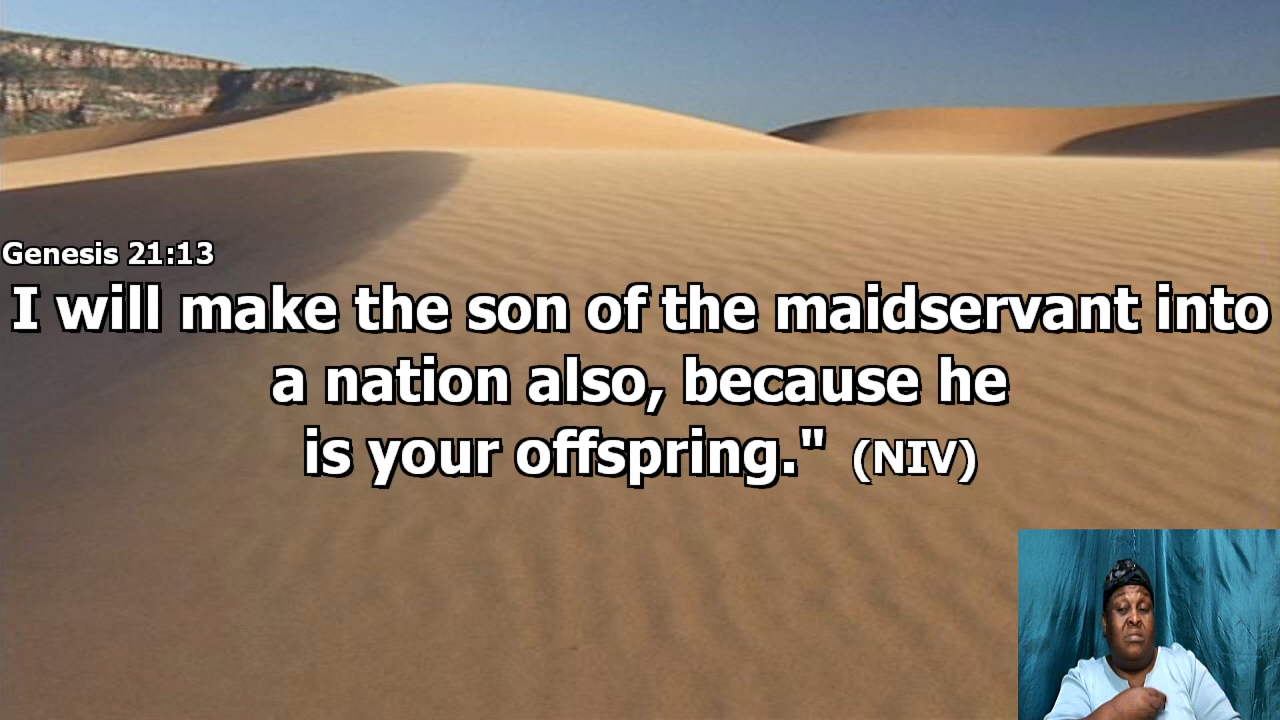 Genesis 21:13
I will make the son of the maidservant into
a nation also, because he
is your offspring." (NIV)